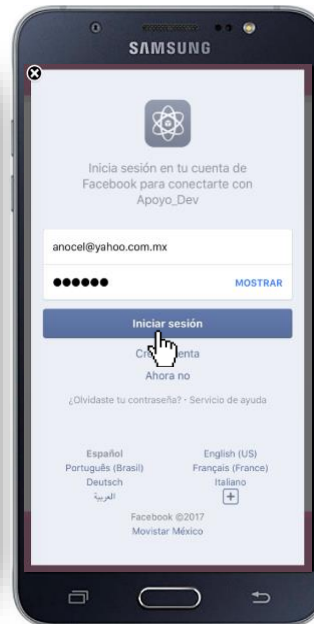 SAMSUNG
Inicia sesión en tu cuenta de
Facebook para conectarte con
Apoyo_Dev
anocel@yahoo.com.mx
●●●●●● MOSTRAR
Iniciar sesión
Ahora no
¿Olvidaste tu contraseña? · Servicio de ayuda
Español English (US)
Português (Brasil) Français (France)
Deutsch Italiano
العربية
Facebook ©2017
Movistar México